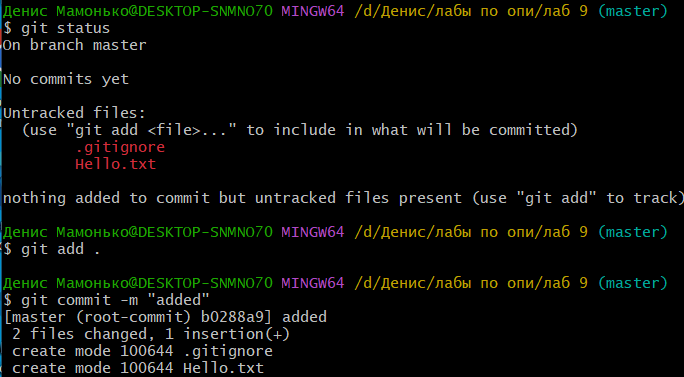 Денис Мамонько@DESKTOP-SNMNO70 MINGW64 /d/Денис/лабы по опи/лаб 9 (master)
$ git status
On branch master

No commits yet

Untracked files:
  (use "git add <file>..." to include in what will be committed)
        .gitignore
        Hello.txt

nothing added to commit but untracked files present (use "git add" to track)

Денис Мамонько@DESKTOP-SNMNO70 MINGW64 /d/Денис/лабы по опи/лаб 9 (master)
$ git add .

Денис Мамонько@DESKTOP-SNMNO70 MINGW64 /d/Денис/лабы по опи/лаб 9 (master)
$ git commit -m "added"
[master (root-commit) b0288a9] added
 2 files changed, 1 insertion(+)
 create mode 100644 .gitignore
 create mode 100644 Hello.txt